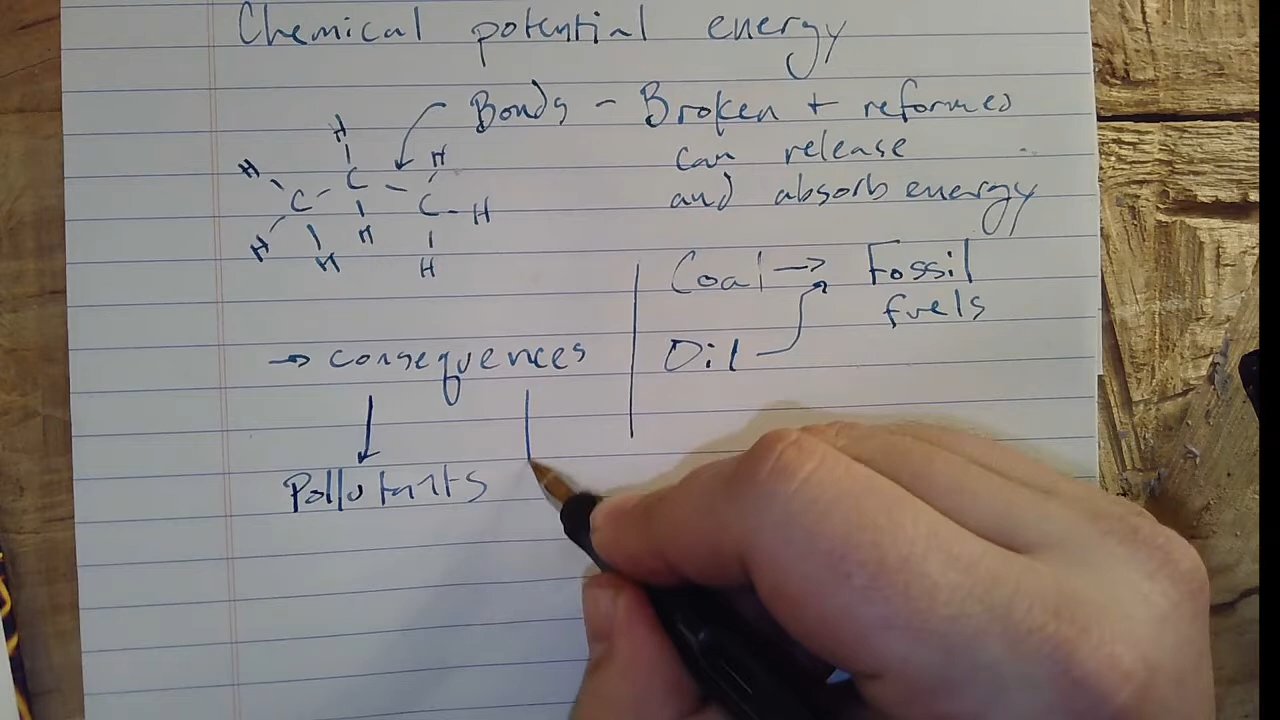 Chemical potential energy
Bonds - Broken + reformed
can release
and absorb energy
H
H H
C
C C - H
H H H H
Coal → Fossil
fuels
Oil
→ consequences
Pollutants